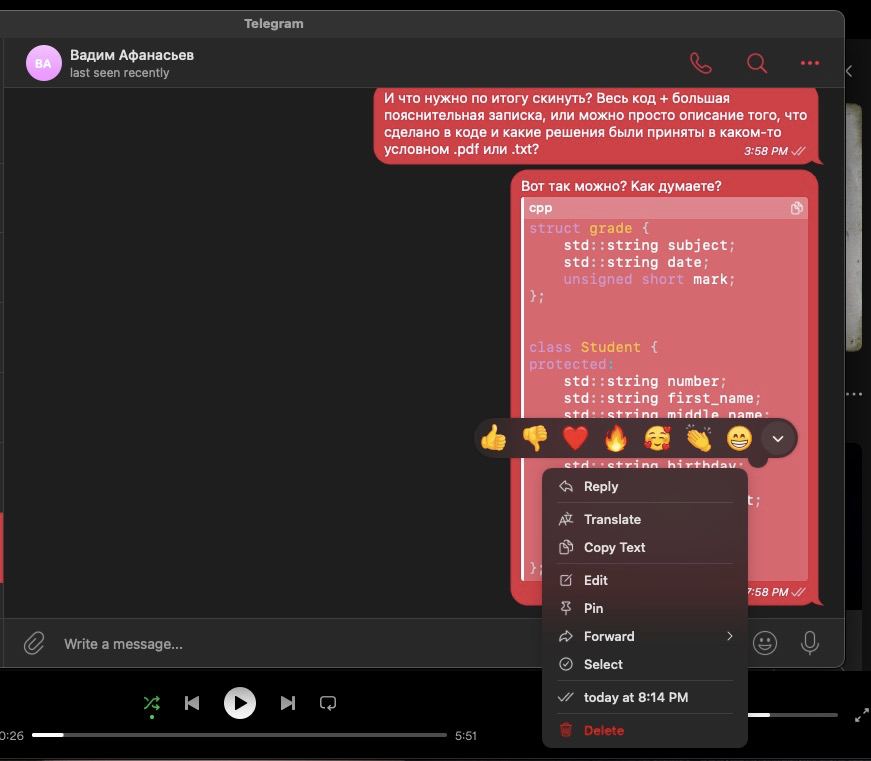 Telegram
ВА
Вадим Афанасьев
last seen recently
И что нужно по итогу скинуть? Весь код + большая
пояснительная записка, или можно просто описание того, что
сделано в коде и какие решения были приняты в каком-то
условном .pdf или .txt?
3:58 PM
Вот так можно? Как думаете?
cpp
struct grade {
std::string subject;
std::string date;
unsigned short mark;
};
class Student {
protected:
std::string number;
std::string first_name;
std::string middle_name;
std::string birthday;
Reply
t;
Translate
Copy Text
Edit
};
7:58 PM
Pin
Forward
Select
today at 8:14 PM
Delete
Write a message...
0:26
5:51